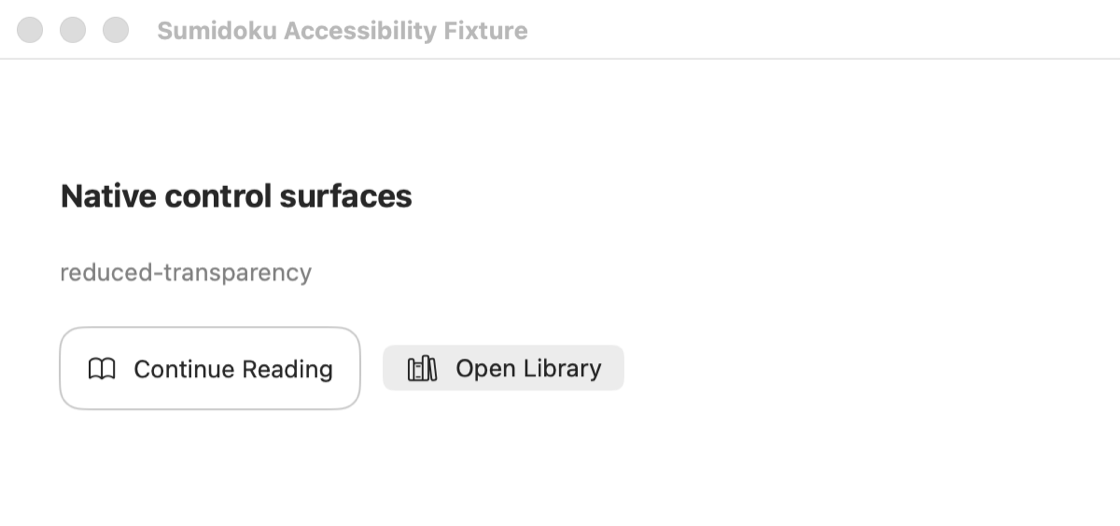 Sumidoku Accessibility Fixture
Native control surfaces
reduced-transparency
Continue Reading
Open Library